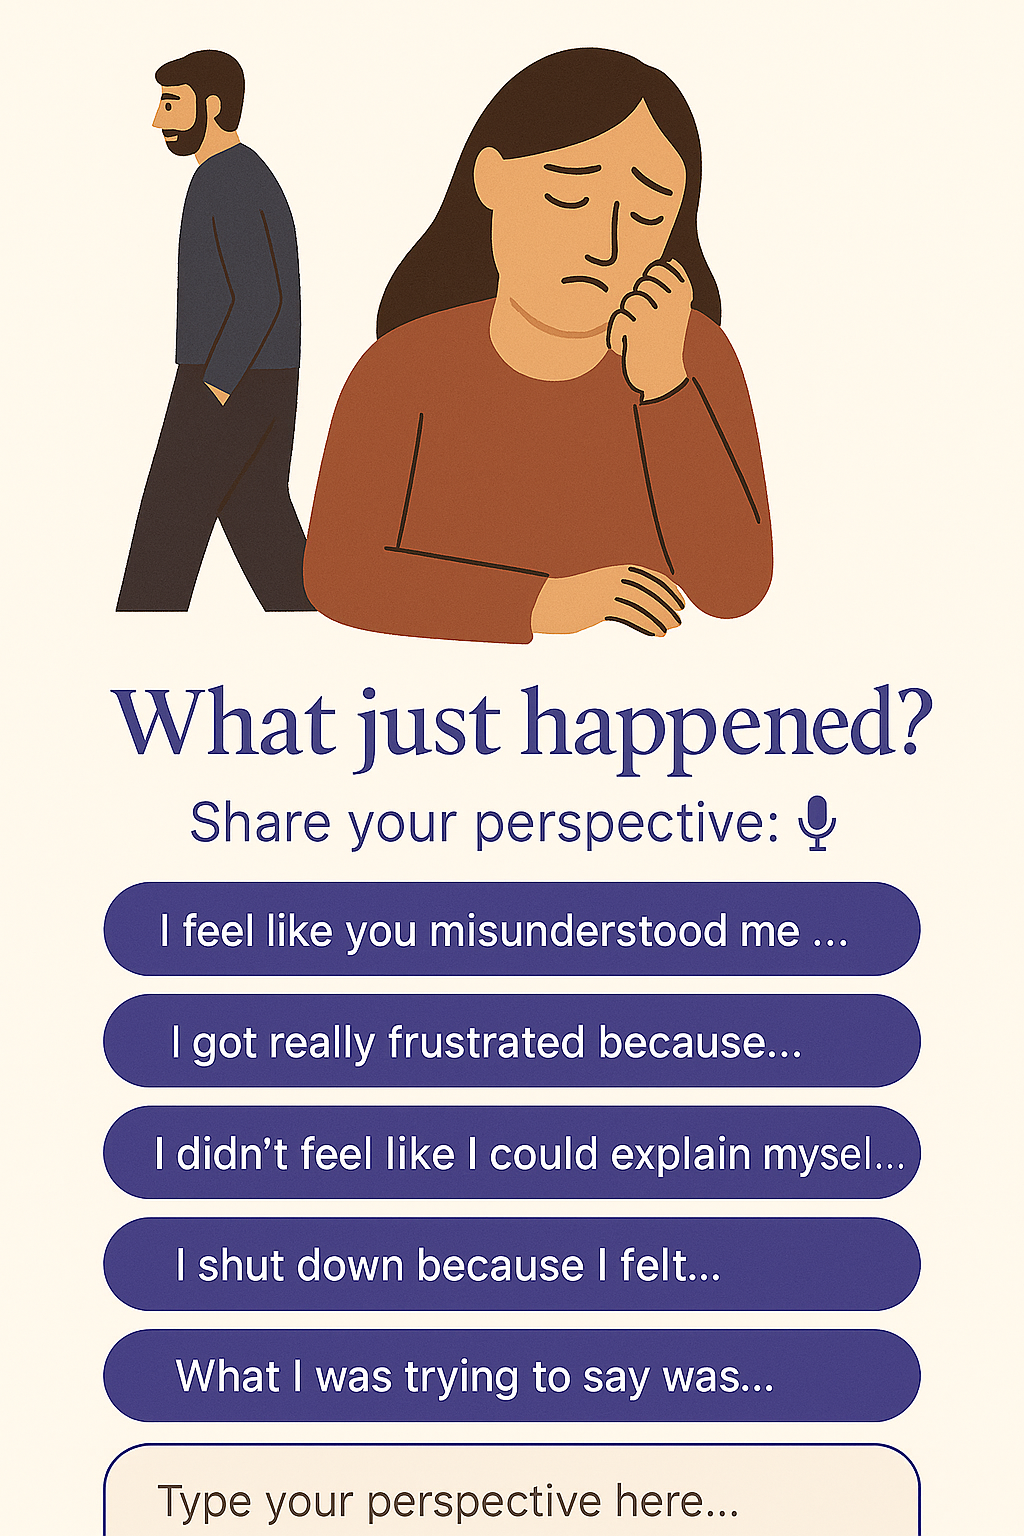 What just happened?
Share your perspective:
I feel like you misunderstood me ...
I got really frustrated because...
I didn’t feel like I could explain mysel...
I shut down because I felt...
What I was trying to say was...
Type your perspective here...